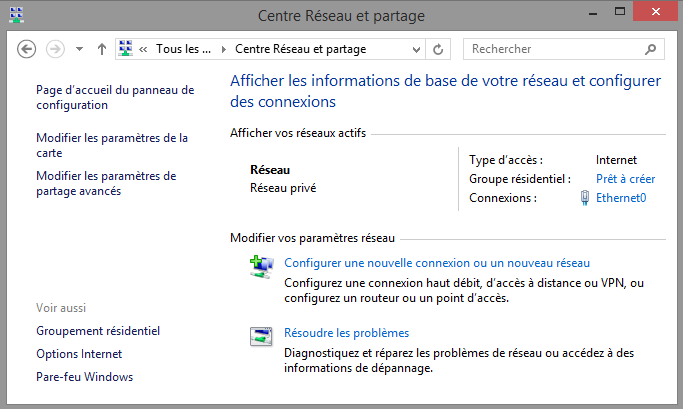 Centre Réseau et partage
« Tous les ... Centre Réseau et partage
Rechercher
Page d'accueil du panneau de
configuration
Modifier les paramètres de la
carte
Modifier les paramètres de
partage avancés
Voir aussi
Groupement résidentiel
Options Internet
Pare-feu Windows
Afficher les informations de base de votre réseau et configurer
des connexions
Afficher vos réseaux actifs
Réseau
Réseau privé
Type d'accès : Internet
Groupe résidentiel : Prêt à créer
Connexions : Ethernet0
Modifier vos paramètres réseau
Configurer une nouvelle connexion ou un nouveau réseau
Configurez une connexion haut débit, d'accès à distance ou VPN, ou
configurez un routeur ou un point d'accès.
Résoudre les problèmes
Diagnostiquez et réparez les problèmes de réseau ou accédez à des
informations de dépannage.